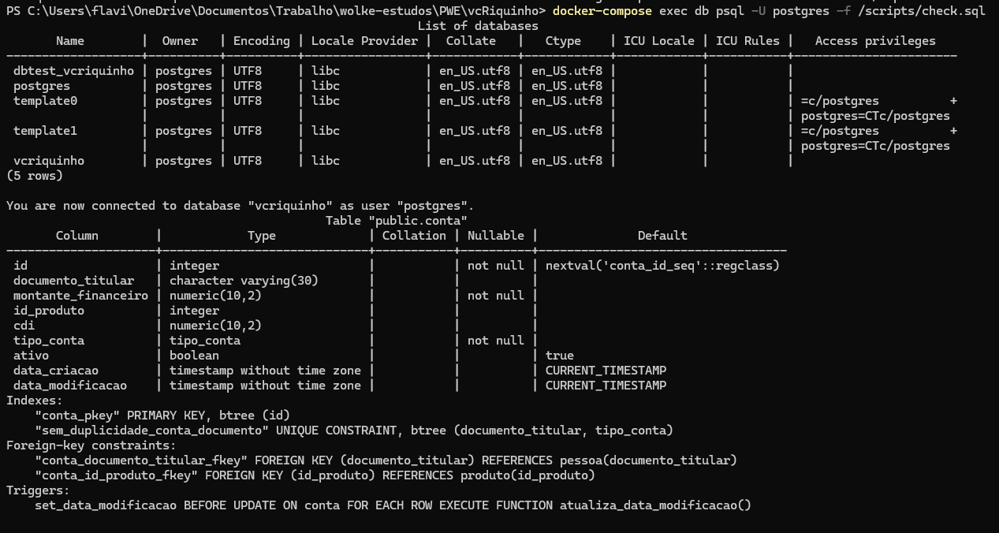 PS C:\Users\flavi\OneDrive\Documentos\Trabalho\wolke-estudos\PWE\vcRiquinho> docker-compose exec db psql -U postgres -f /scripts/check.sql
                                                          List of databases
       Name        |  Owner   | Encoding | Locale Provider |  Collate   |   Ctype    | ICU Locale | ICU Rules |   Access privileges
-------------------+----------+----------+-----------------+------------+------------+------------+-----------+-----------------------
 dbtest_vcriquinho | postgres | UTF8     | libc            | en_US.utf8 | en_US.utf8 |            |           |
 postgres          | postgres | UTF8     | libc            | en_US.utf8 | en_US.utf8 |            |           |
 template0         | postgres | UTF8     | libc            | en_US.utf8 | en_US.utf8 |            |           | =c/postgres          +
                   |          |          |                 |            |            |            |           | postgres=CTc/postgres
 template1         | postgres | UTF8     | libc            | en_US.utf8 | en_US.utf8 |            |           | =c/postgres          +
                   |          |          |                 |            |            |            |           | postgres=CTc/postgres
 vcriquinho        | postgres | UTF8     | libc            | en_US.utf8 | en_US.utf8 |            |           |
(5 rows)

You are now connected to database "vcriquinho" as user "postgres".
                                             Table "public.conta"
       Column        |            Type             | Collation | Nullable |              Default
---------------------+-----------------------------+-----------+----------+-----------------------------------
 id                  | integer                     |           | not null | nextval('conta_id_seq'::regclass)
 documento_titular   | character varying(30)       |           |          |
 montante_financeiro | numeric(10,2)               |           | not null |
 id_produto          | integer                     |           |          |
 cdi                 | numeric(10,2)               |           |          |
 tipo_conta          | tipo_conta                  |           | not null |
 ativo               | boolean                     |           |          | true
 data_criacao        | timestamp without time zone |           |          | CURRENT_TIMESTAMP
 data_modificacao    | timestamp without time zone |           |          | CURRENT_TIMESTAMP
Indexes:
    "conta_pkey" PRIMARY KEY, btree (id)
    "sem_duplicidade_conta_documento" UNIQUE CONSTRAINT, btree (documento_titular, tipo_conta)
Foreign-key constraints:
    "conta_documento_titular_fkey" FOREIGN KEY (documento_titular) REFERENCES pessoa(documento_titular)
    "conta_id_produto_fkey" FOREIGN KEY (id_produto) REFERENCES produto(id_produto)
Triggers:
    set_data_modificacao BEFORE UPDATE ON conta FOR EACH ROW EXECUTE FUNCTION atualiza_data_modificacao()